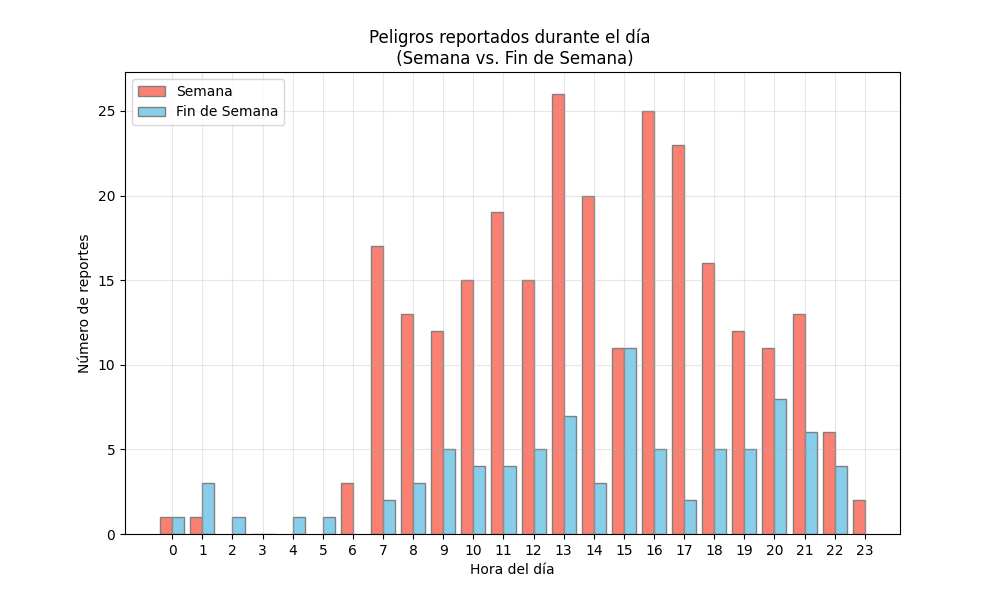 Peligros reportados durante el día
(Semana vs. Fin de Semana)
Semana
Fin de Semana
Número de reportes
25
20
15
10
5
0
0 1 2 3 4 5 6 7 8 9 10 11 12 13 14 15 16 17 18 19 20 21 22 23
Hora del día